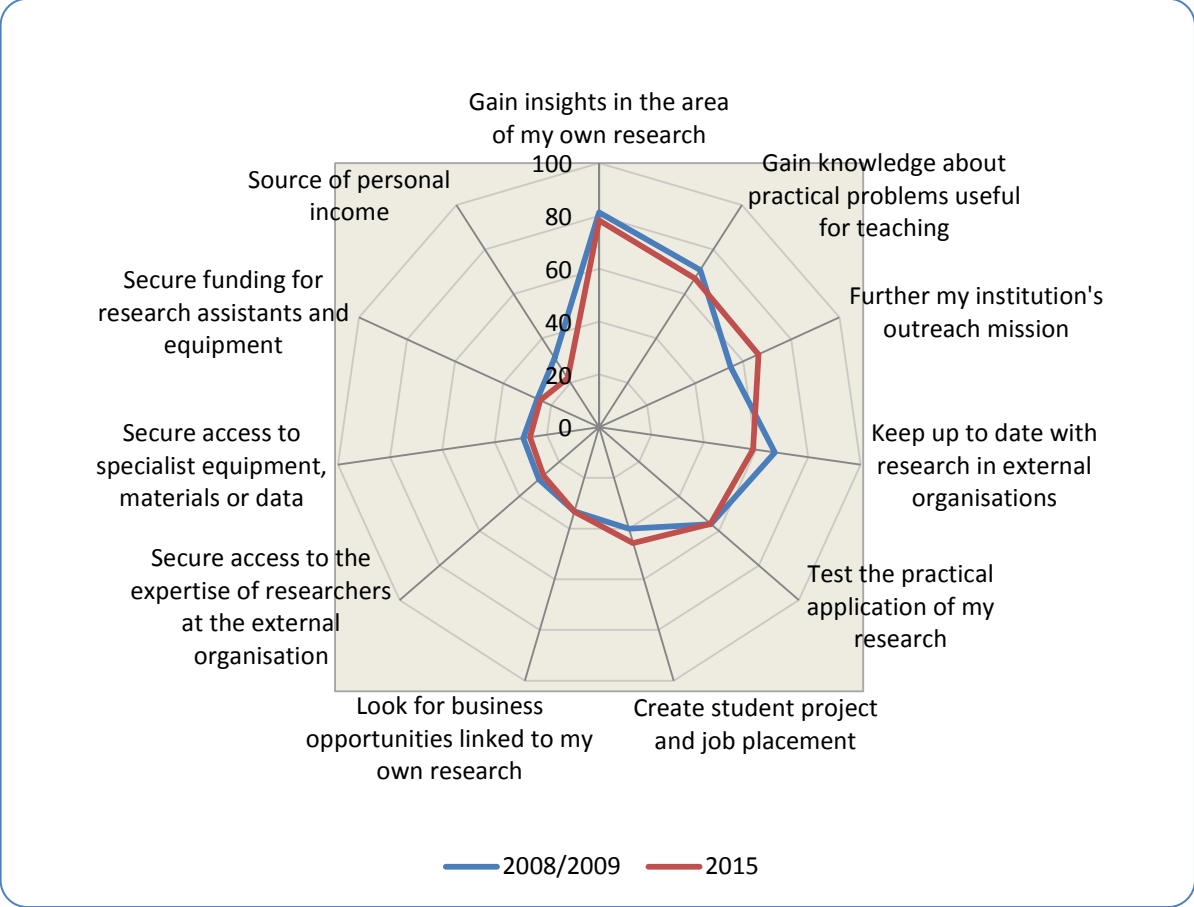 Gain insights in the area
of my own research
Gain knowledge about
practical problems useful
for teaching
Further my institution's
outreach mission
Keep up to date with
research in external
organisations
Test the practical
application of my
research
Create student project
and job placement
Look for business
opportunities linked to my
own research
Secure access to the
expertise of researchers
at the external
organisation
Secure access to
specialist equipment,
materials or data
Secure funding for
research assistants and
equipment
Source of personal
income
100
80
60
40
20
0
2008/2009
2015